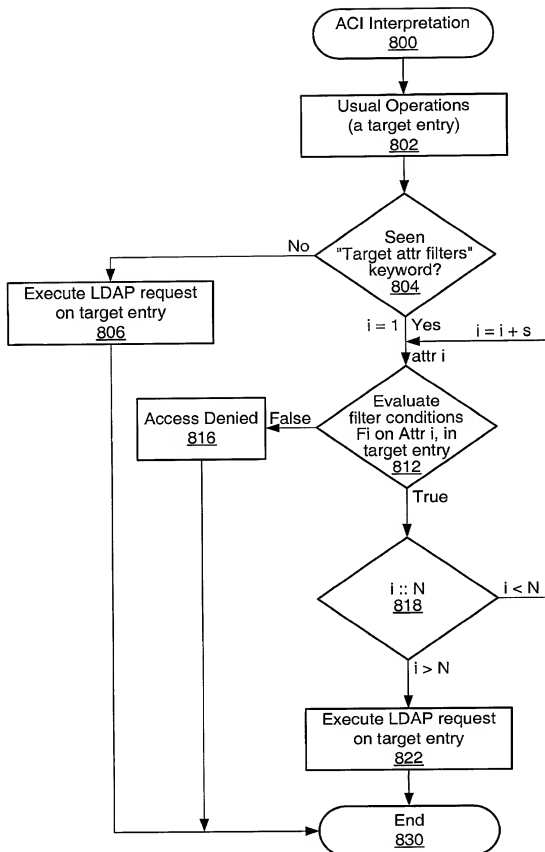 ACI Interpretation
800
Usual Operations
(a target entry)
802
Seen
"Target attr filters"
keyword?
804
No
Execute LDAP request
on target entry
806
i = 1 Yes
i = i + s
attr i
Evaluate
filter conditions
Fi on Attr i, in
target entry
812
False
Access Denied
816
True
i :: N
818
i < N
i > N
Execute LDAP request
on target entry
822
End
830